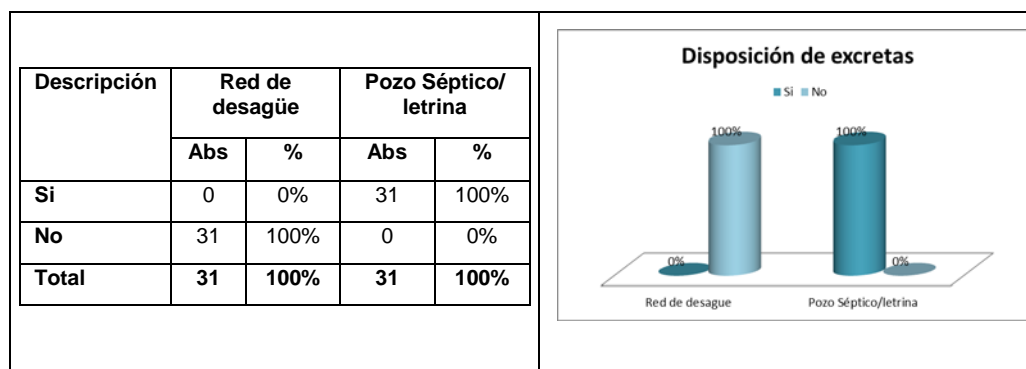 Descripción Red de desagüe Pozo Séptico/ letrina
Abs % Abs %
Si 0 0% 31 100%
No 31 100% 0 0%
Total 31 100% 31 100%
Disposición de excretas
Si No
100% 100%
0% 0%
Red de desague Pozo Séptico/letrina